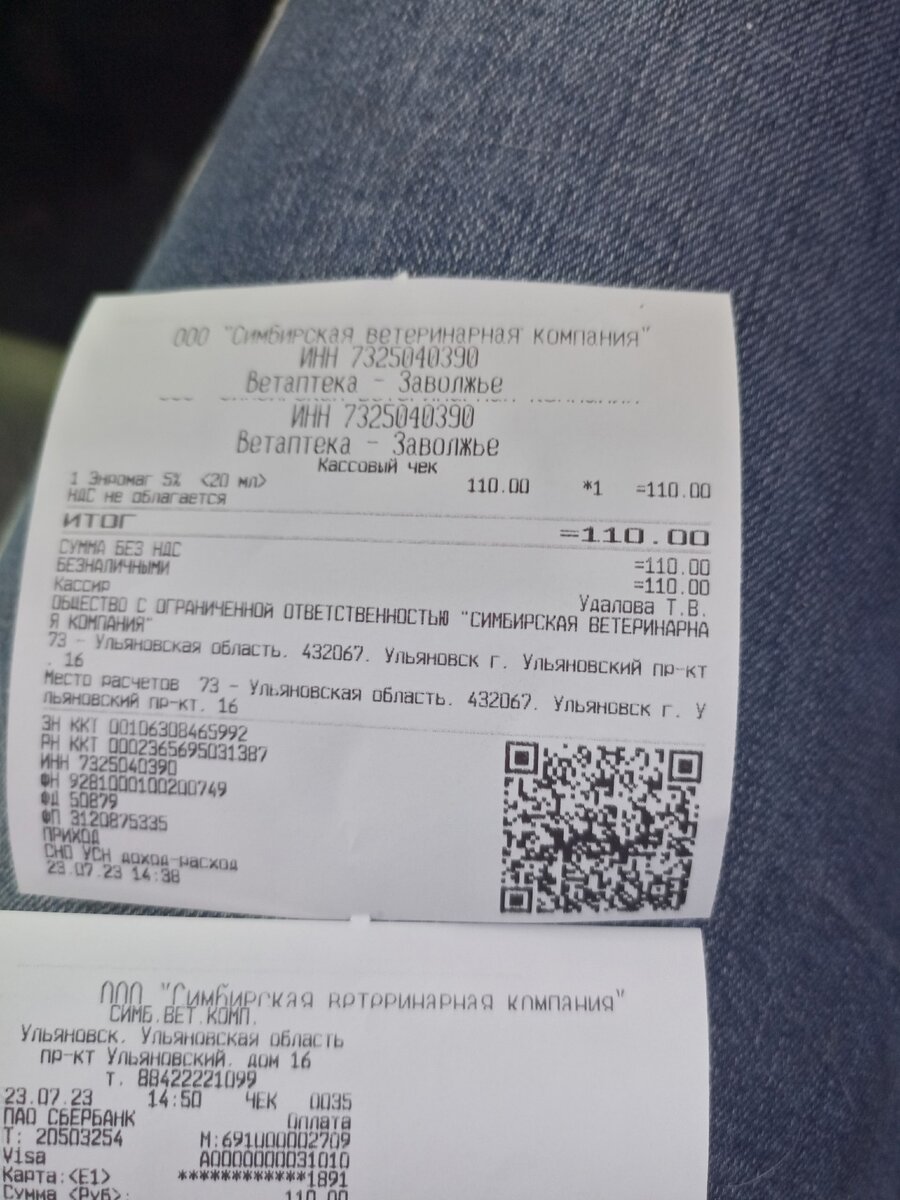 ООО "Симбирская ветеринарная компания"
ИНН 7325040390
Ветаптека - Заволжье
ИНН 7325040390
Ветаптека - Заволжье
Кассовый чек
1 Энромаг 5% <20 мл> 110.00 *1 =110.00
НДС не облагается
ИТОГ =110.00
СУММА БЕЗ НДС =110.00
БЕЗНАЛИЧНЫМИ =110.00
Кассир Удалова Т.В.
ОБЩЕСТВО С ОГРАНИЧЕННОЙ ОТВЕТСТВЕННОСТЬЮ "СИМБИРСКАЯ ВЕТЕРИНАРНА
Я КОМПАНИЯ"
73 - Ульяновская область. 432067. Ульяновск г. Ульяновский пр-кт
. 16
Место расчетов 73 - Ульяновская область. 432067. Ульяновск г. У
льяновский пр-кт. 16
ЗН ККТ 00106308465992
РН ККТ 0002365695031387
ИНН 7325040390
ФН 9281000100200749
ФД 50879
ФП 3120875335
ПРИХОД
СНО УСН доход-расход
23.07.23 14:38
ООО "Симбирская ветеринарная компания"
СИМБ.ВЕТ.КОМП.
Ульяновск. Ульяновская область
пр-кт Ульяновский. дом 16
т. 88422221099
23.07.23 14:50 ЧЕК 0035
ПАО СБЕРБАНК Оплата
Т: 20503254 М:691000002709
Visa A0000000031010
Карта:<E1> ************1891
Сумма <Руб>: 110.00